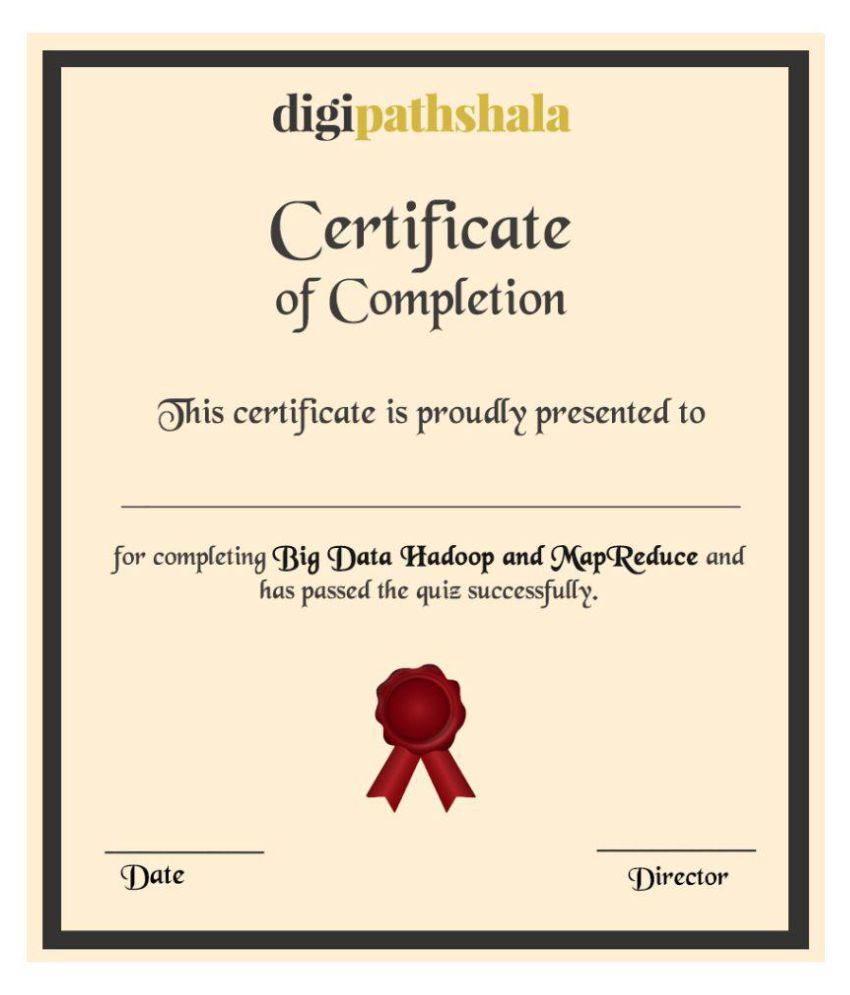 digipathshala
Certificate
of Completion
This certificate is proudly presented to
for completing Big Data Hadoop and MapReduce and
has passed the quiz successfully.
Date
Director